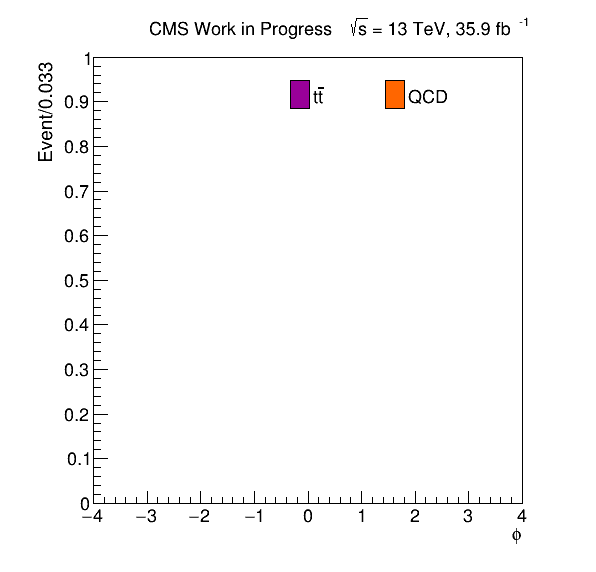 CMS Work in Progress √s = 13 TeV, 35.9 fb⁻¹
Event/0.033
1
0.9
0.8
0.7
0.6
0.5
0.4
0.3
0.2
0.1
0
tt̅ QCD
−4 −3 −2 −1 0 1 2 3 4
ϕ